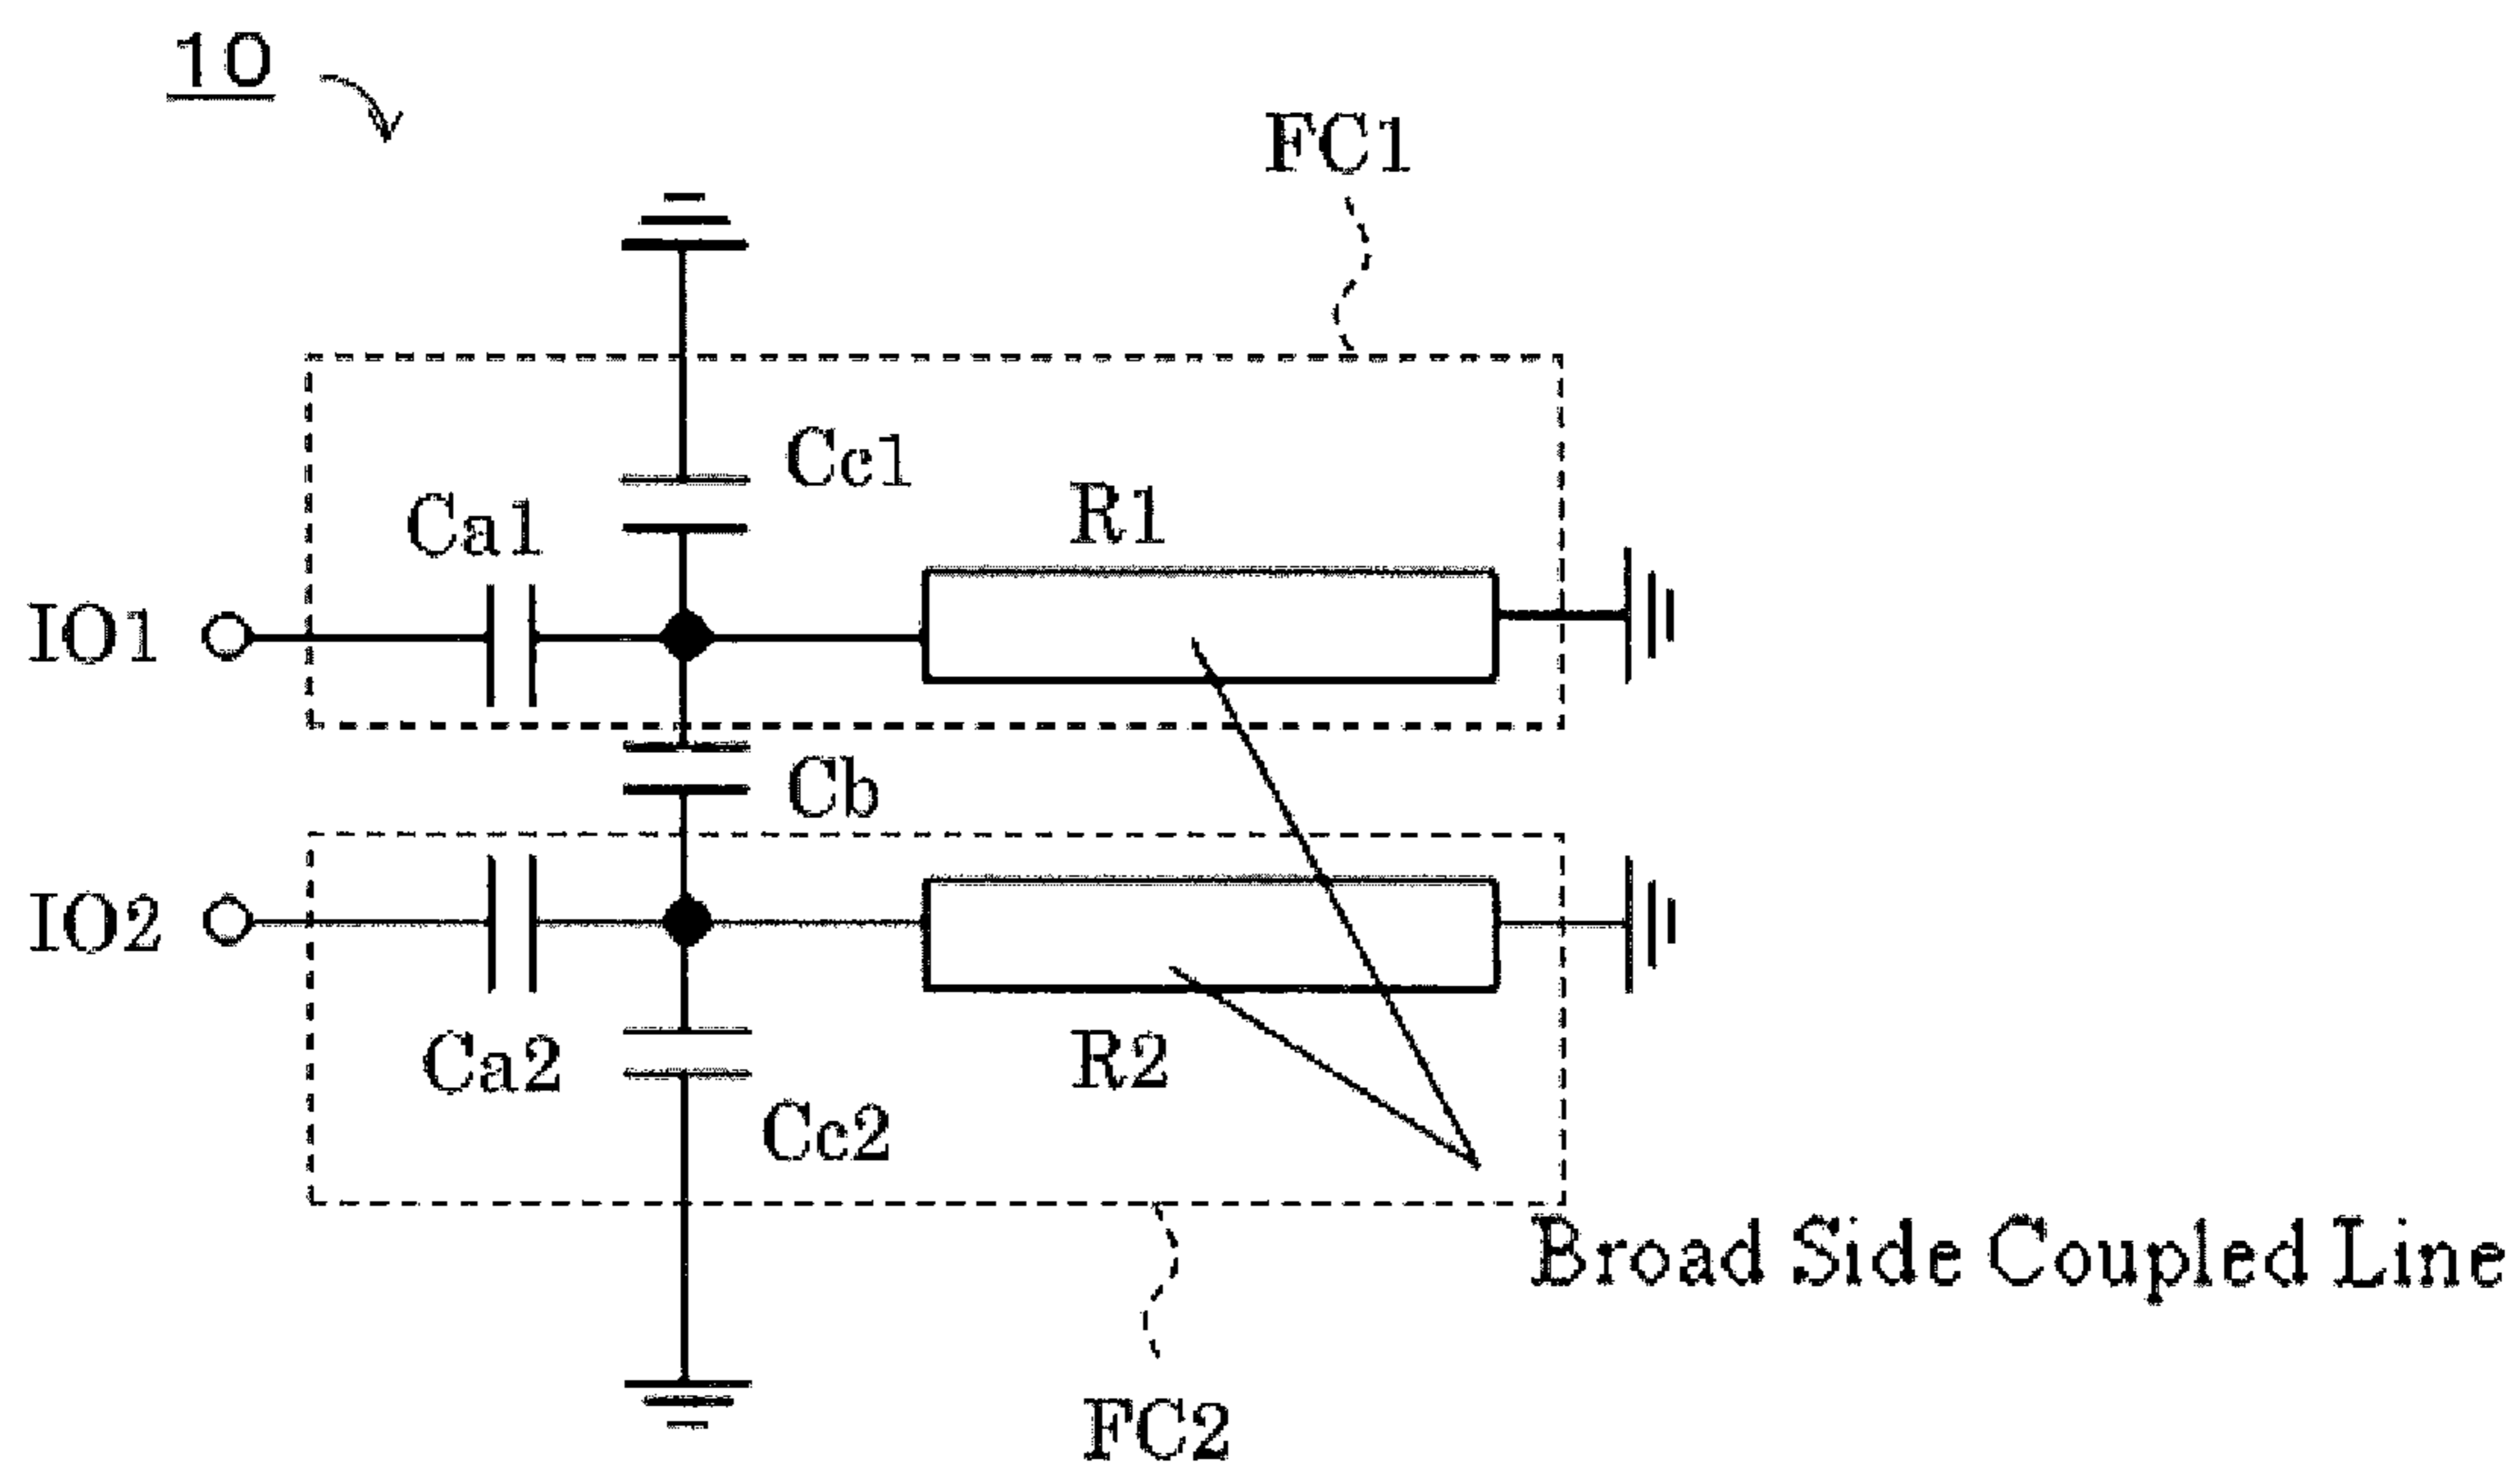 10
FC1
Cc1
Ca1
R1
IO1
Cb
IO2
Ca2
R2
Cc2
Broad Side Coupled Line
FC2